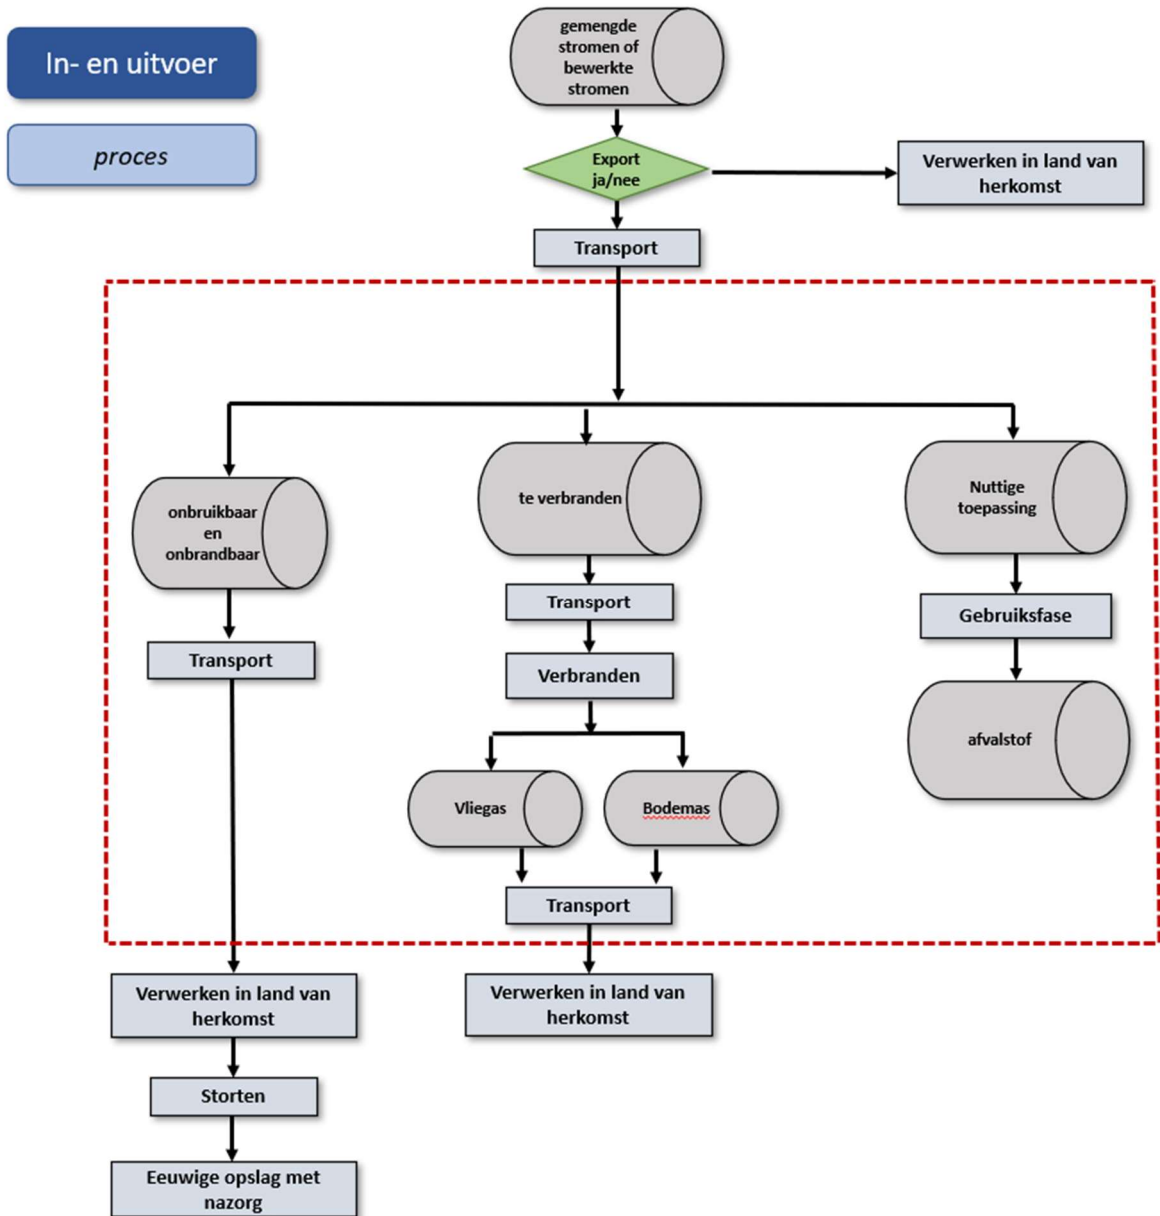 In- en uitvoer
proces
gemengde
stromen of
bewerkte
stromen
Export
ja/nee
Verwerken in land van
herkomst
Transport
onbruikbaar
en
onbrandbaar
te verbranden
Nuttige
toepassing
Transport
Transport
Gebruiksfase
Verbranden
afvalstof
Vliegas
Bodemas
Transport
Verwerken in land van
herkomst
Verwerken in land van
herkomst
Storten
Eeuwige opslag met
nazorg